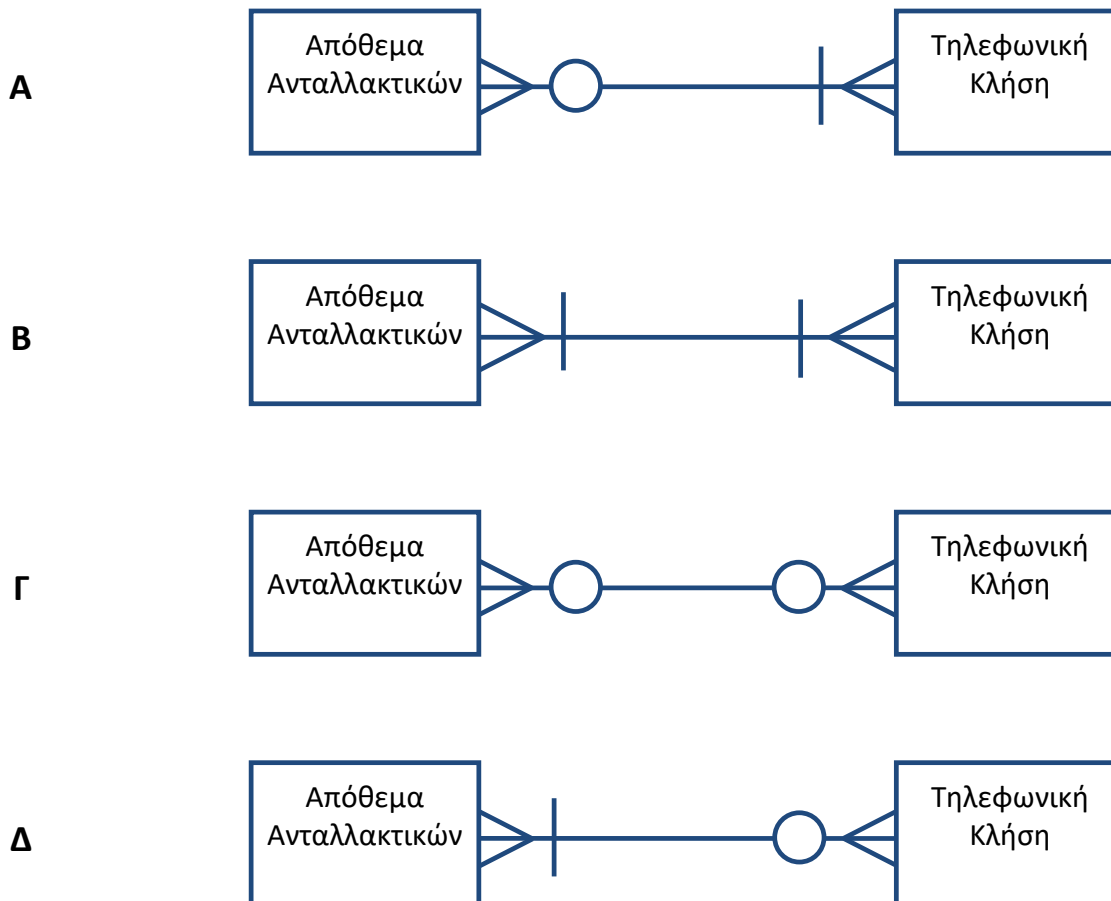 Α
Απόθεμα
Ανταλλακτικών
Τηλεφωνική
Κλήση
Β
Απόθεμα
Ανταλλακτικών
Τηλεφωνική
Κλήση
Γ
Απόθεμα
Ανταλλακτικών
Τηλεφωνική
Κλήση
Δ
Απόθεμα
Ανταλλακτικών
Τηλεφωνική
Κλήση